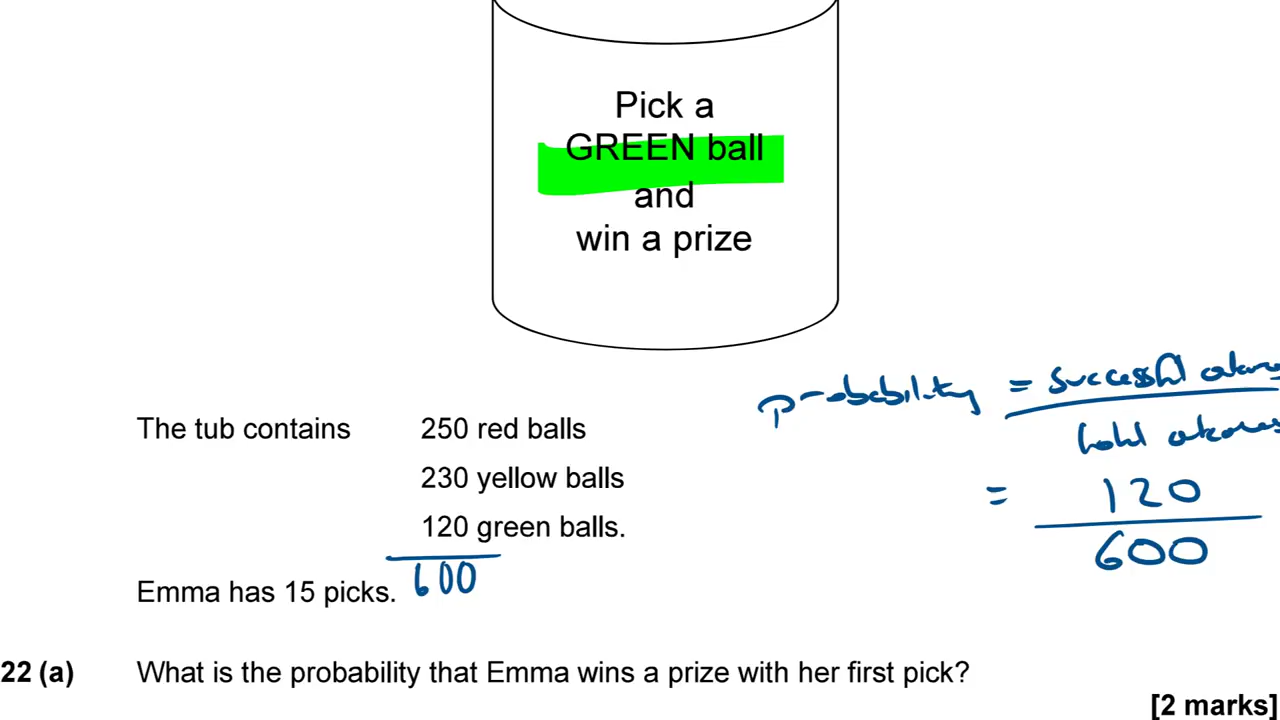 Pick a
GREEN ball
and
win a prize
probability = successful
total
= 120
600
The tub contains 250 red balls
230 yellow balls
120 green balls.
600
Emma has 15 picks.
22 (a) What is the probability that Emma wins a prize with her first pick?
[2 marks]